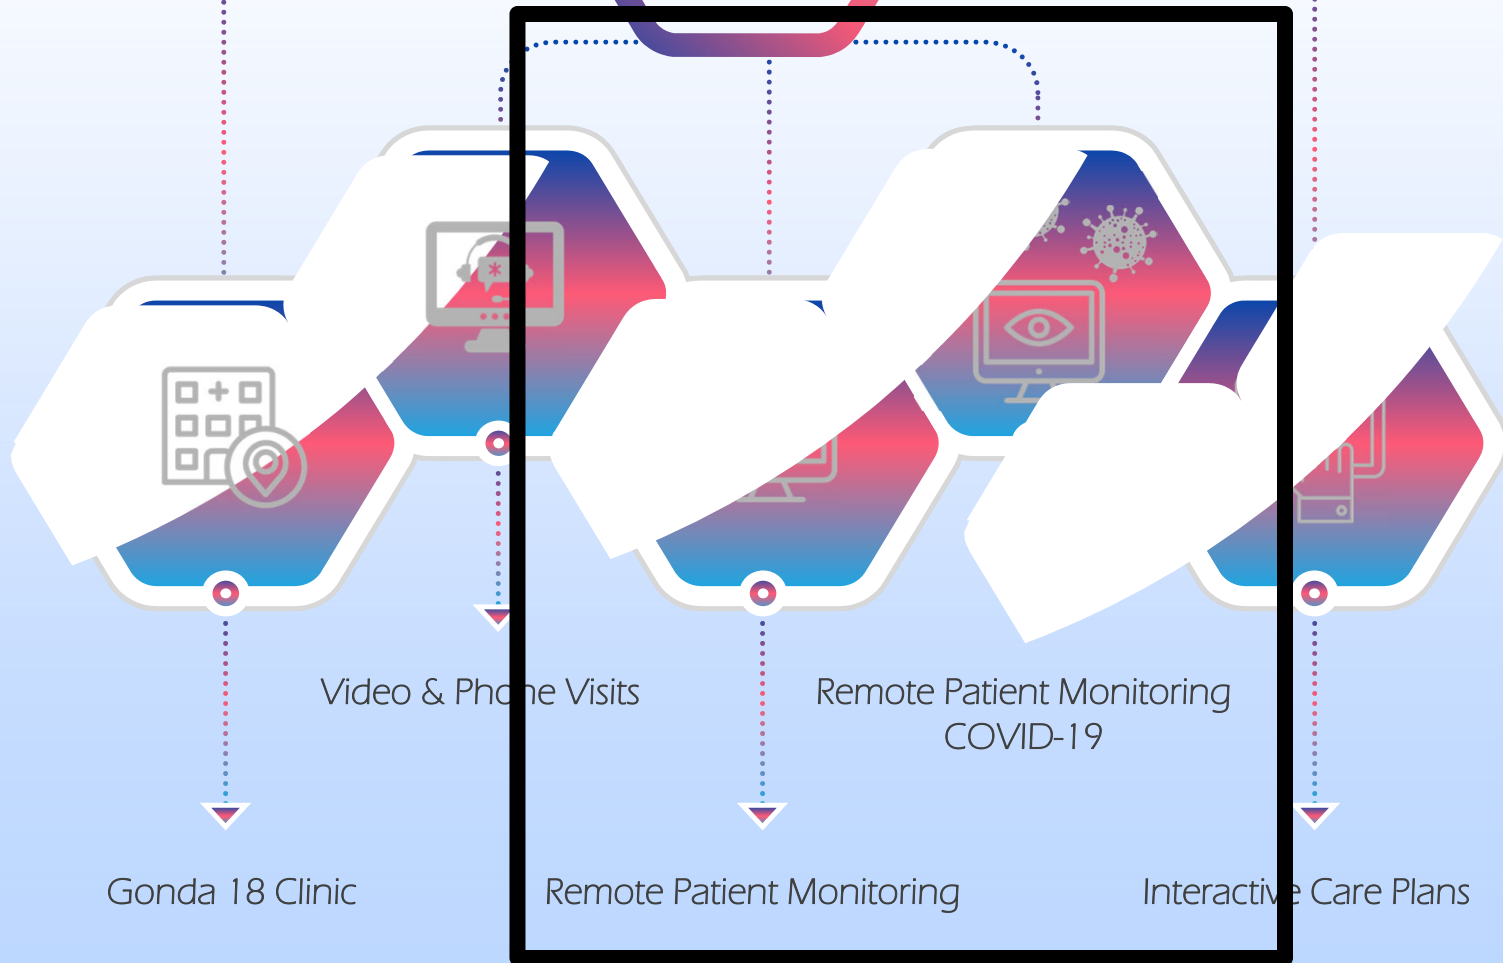 Video & Phone Visits
Remote Patient Monitoring
COVID-19
Gonda 18 Clinic
Remote Patient Monitoring
Interactive Care Plans